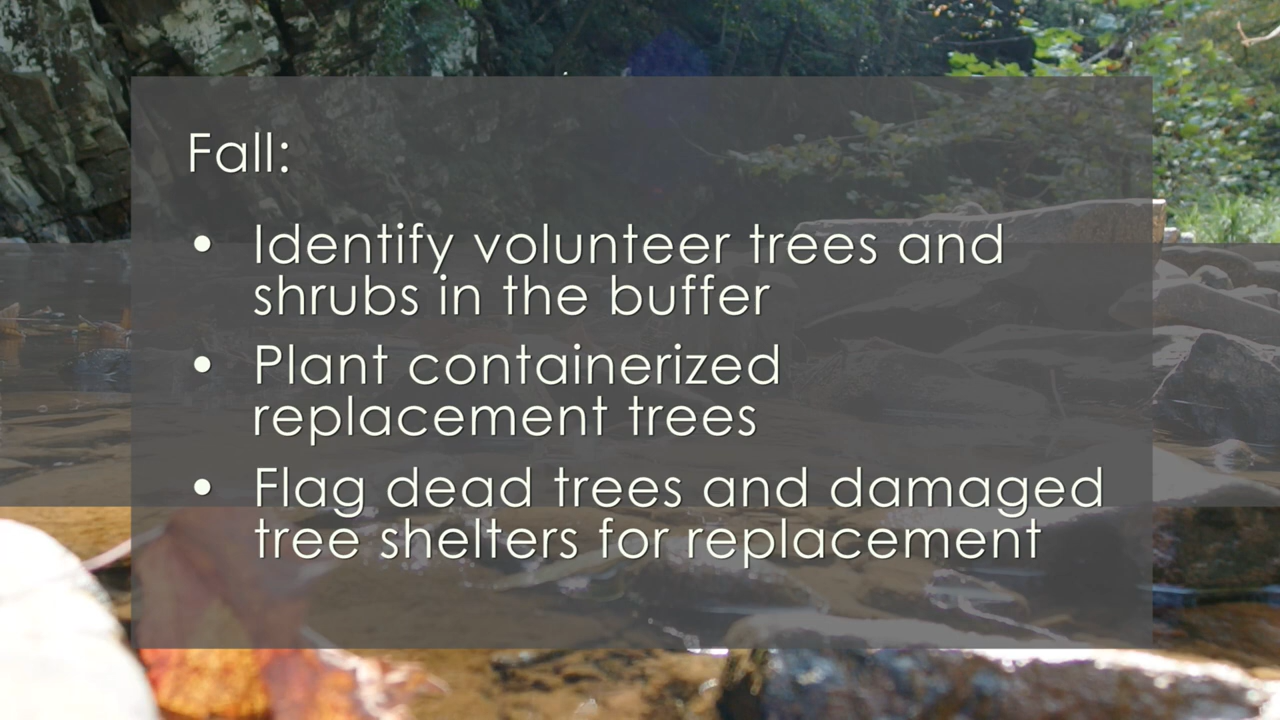 Fall:
• Identify volunteer trees and
shrubs in the buffer
• Plant containerized
replacement trees
• Flag dead trees and damaged
tree shelters for replacement